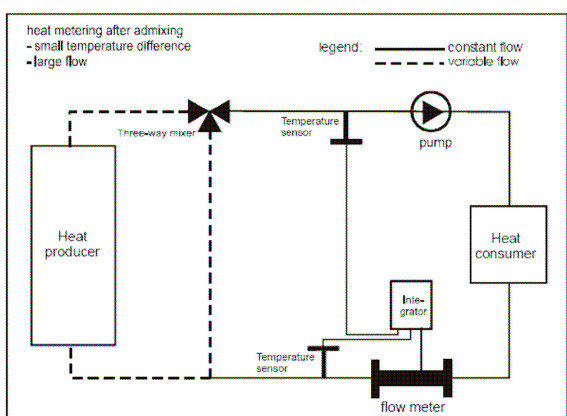 heat metering after admixing
- small temperature difference
- large flow
legend:
constant flow
variable flow
Three-way mixer
Temperature
sensor
pump
Heat
producer
Heat
consumer
Inte-
grator
Temperature
sensor
flow meter